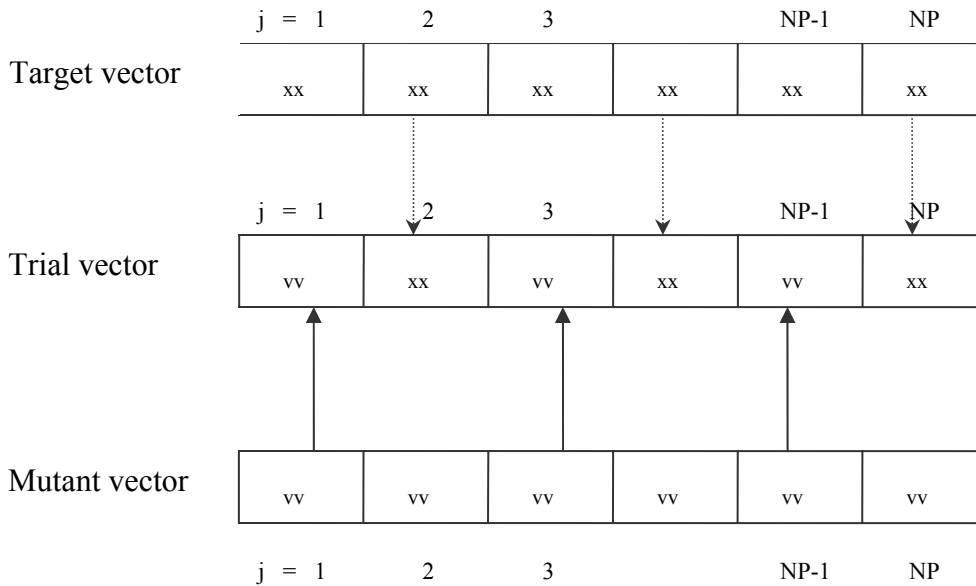 j = 1 2 3 NP-1 NP
Target vector xx xx xx xx xx xx
j = 1 2 3 NP-1 NP
Trial vector vv xx vv xx vv xx
Mutant vector vv vv vv vv vv vv
j = 1 2 3 NP-1 NP